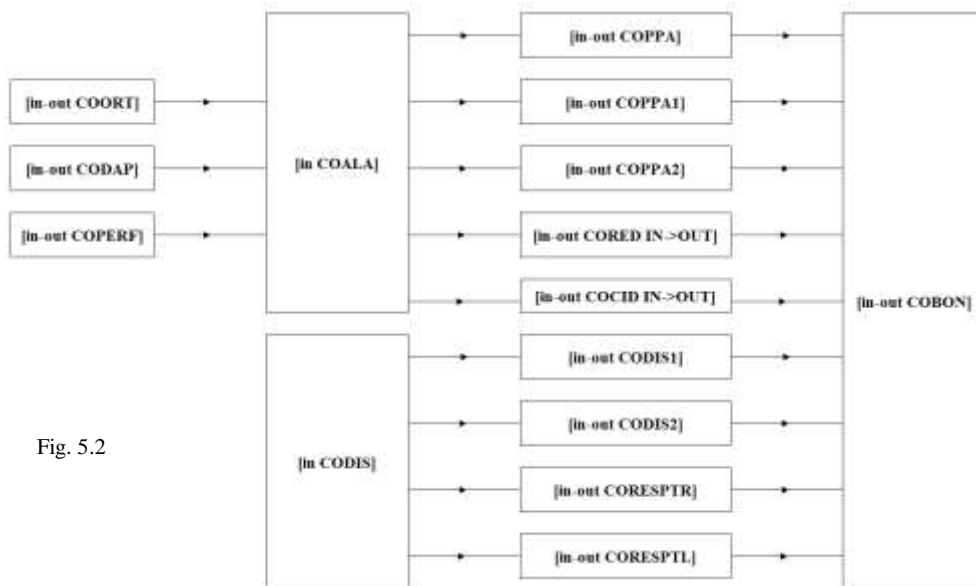 [in-out COORT]
[in-out CODAP]
[in-out COPERF]
[in COALA]
[in CODIS]
[in-out COPPA]
[in-out COPPA1]
[in-out COPPA2]
[in-out CORED IN->OUT]
[in-out COCID IN->OUT]
[in-out CODIS1]
[in-out CODIS2]
[in-out CORESPTR]
[in-out CORESPTL]
[in-out COBON]
Fig. 5.2